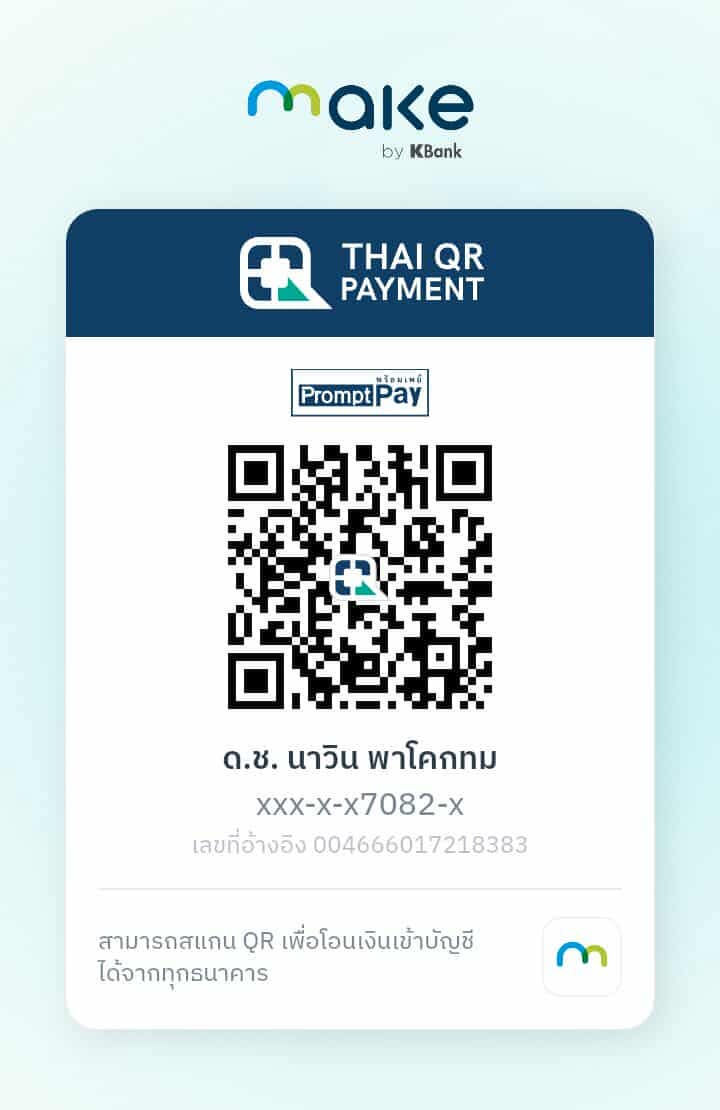 make
by KBank
THAI QR
PAYMENT
พร้อมเพย์
PromptPay
ด.ช. นาวิน พาโคกทม
xxx-x-x7082-x
เลขที่อ้างอิง 004666017218383
สามารถสแกน QR เพื่อโอนเงินเข้าบัญชี
ได้จากทุกธนาคาร